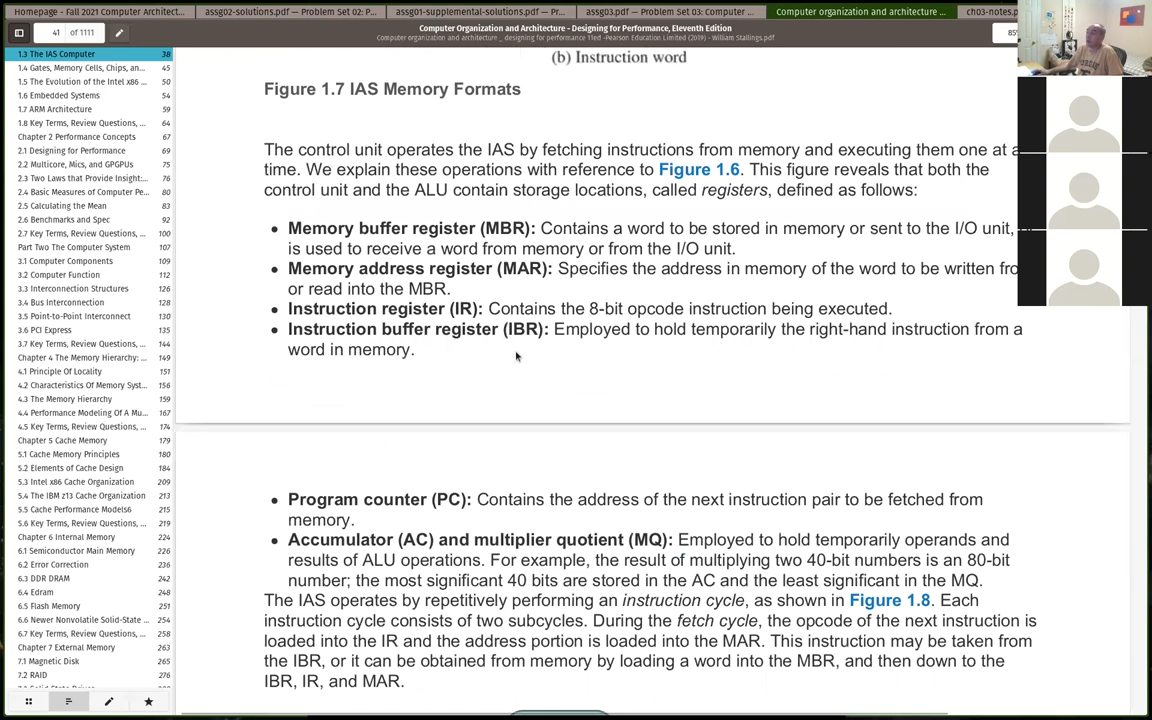 Homepage - Fall 2021 Computer Architect...
assg02-solutions.pdf — Problem Set 02: P...
assg01-supplemental-solutions.pdf — Pr...
assg03.pdf — Problem Set 03: Computer ...
Computer organization and architecture ...
ch03-notes.p
41 of 1111
Computer Organization and Architecture - Designing for Performance, Eleventh Edition
Computer organization and architecture _ designing for performance 11ed -Pearson Education Limited (2019) - William Stallings.pdf
85
1.3 The IAS Computer 38
1.4 Gates, Memory Cells, Chips, an... 45
1.5 The Evolution of the Intel x86 ... 50
1.6 Embedded Systems 54
1.7 ARM Architecture 59
1.8 Key Terms, Review Questions, ... 64
Chapter 2 Performance Concepts 67
2.1 Designing for Performance 69
2.2 Multicore, Mics, and GPGPUs 75
2.3 Two Laws that Provide Insight:... 76
2.4 Basic Measures of Computer Pe... 80
2.5 Calculating the Mean 83
2.6 Benchmarks and Spec 92
2.7 Key Terms, Review Questions, ... 100
Part Two The Computer System 107
3.1 Computer Components 109
3.2 Computer Function 112
3.3 Interconnection Structures 126
3.4 Bus Interconnection 128
3.5 Point-to-Point Interconnect 130
3.6 PCI Express 135
3.7 Key Terms, Review Questions, ... 144
Chapter 4 The Memory Hierarchy: ... 149
4.1 Principle Of Locality 151
4.2 Characteristics Of Memory Syst... 156
4.3 The Memory Hierarchy 159
4.4 Performance Modeling Of A Mu... 167
4.5 Key Terms, Review Questions, ... 174
Chapter 5 Cache Memory 179
5.1 Cache Memory Principles 180
5.2 Elements of Cache Design 184
5.3 Intel x86 Cache Organization 209
5.4 The IBM z13 Cache Organization 213
5.5 Cache Performance Models6 215
5.6 Key Terms, Review Questions, ... 219
Chapter 6 Internal Memory 224
6.1 Semiconductor Main Memory 226
6.2 Error Correction 236
6.3 DDR DRAM 242
6.4 Edram 248
6.5 Flash Memory 251
6.6 Newer Nonvolatile Solid-State ... 254
6.7 Key Terms, Review Questions, ... 258
Chapter 7 External Memory 263
7.1 Magnetic Disk 265
7.2 RAID 276
(b) Instruction word
Figure 1.7 IAS Memory Formats
The control unit operates the IAS by fetching instructions from memory and executing them one at a
time. We explain these operations with reference to Figure 1.6. This figure reveals that both the
control unit and the ALU contain storage locations, called registers, defined as follows:
• Memory buffer register (MBR): Contains a word to be stored in memory or sent to the I/O unit,
is used to receive a word from memory or from the I/O unit.
• Memory address register (MAR): Specifies the address in memory of the word to be written fro
or read into the MBR.
• Instruction register (IR): Contains the 8-bit opcode instruction being executed.
• Instruction buffer register (IBR): Employed to hold temporarily the right-hand instruction from a
word in memory.
• Program counter (PC): Contains the address of the next instruction pair to be fetched from
memory.
• Accumulator (AC) and multiplier quotient (MQ): Employed to hold temporarily operands and
results of ALU operations. For example, the result of multiplying two 40-bit numbers is an 80-bit
number; the most significant 40 bits are stored in the AC and the least significant in the MQ.
The IAS operates by repetitively performing an instruction cycle, as shown in Figure 1.8. Each
instruction cycle consists of two subcycles. During the fetch cycle, the opcode of the next instruction is
loaded into the IR and the address portion is loaded into the MAR. This instruction may be taken from
the IBR, or it can be obtained from memory by loading a word into the MBR, and then down to the
IBR, IR, and MAR.